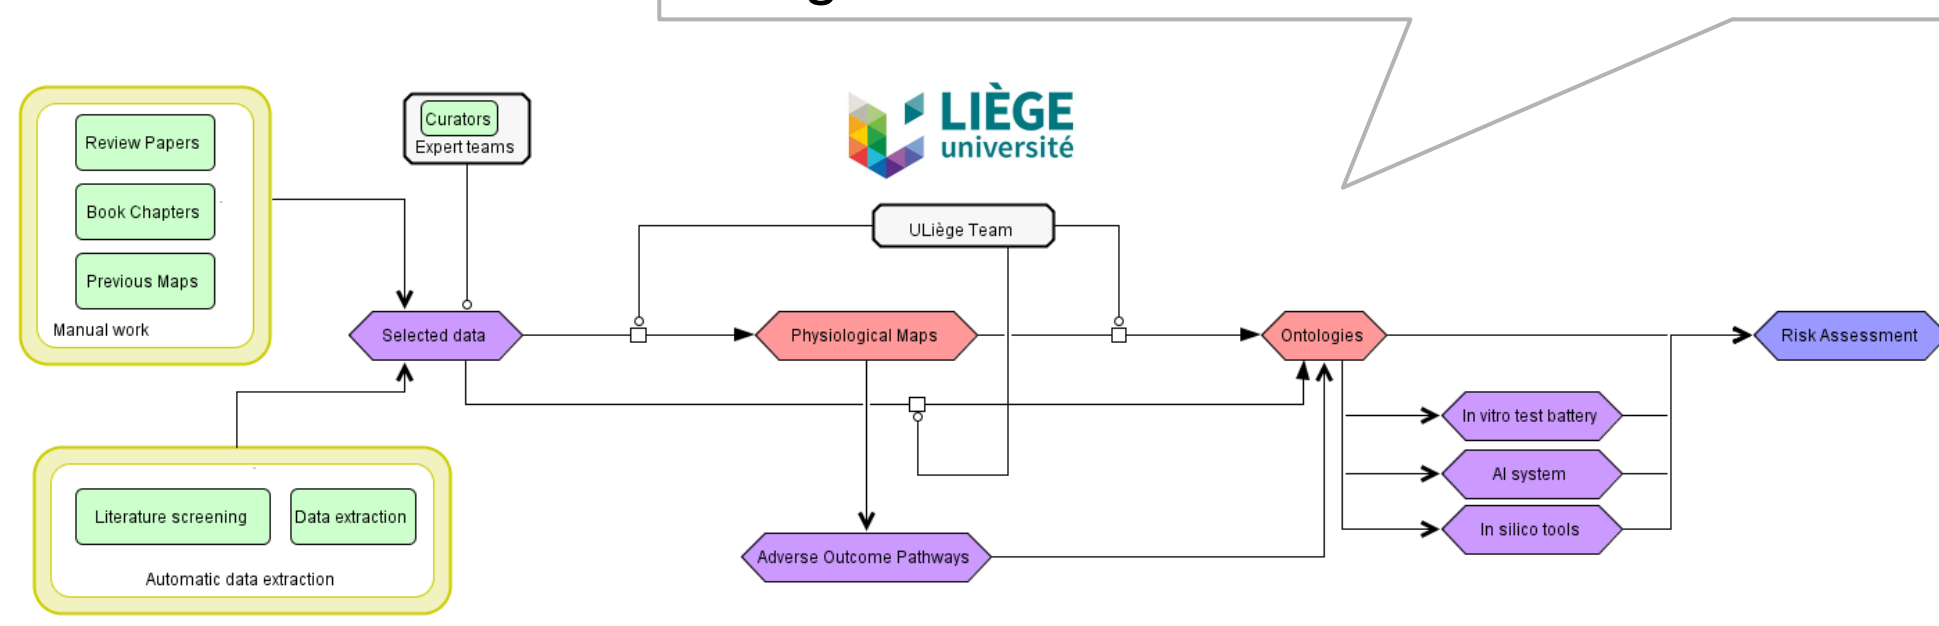 LIÈGE
université
Curators
Expert teams
Review Papers
Book Chapters
Previous Maps
Manual work
ULiège Team
Selected data
Physiological Maps
Ontologies
Risk Assessment
In vitro test battery
AI system
In silico tools
Literature screening
Data extraction
Automatic data extraction
Adverse Outcome Pathways